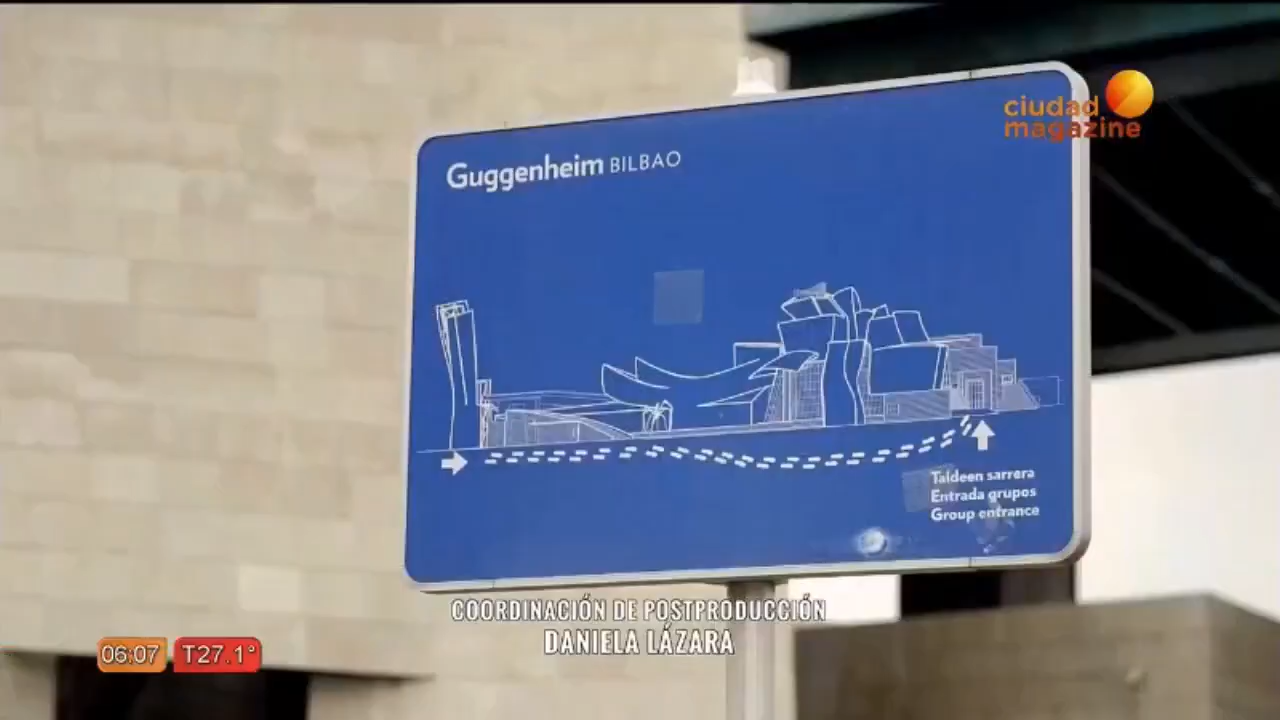 ciudad
magazine
Guggenheim BILBAO
Taldeen sarrera
Entrada grupos
Group entrance
COORDINACIÓN DE POSTPRODUCCIÓN
DANIELA LÁZARA
06:07 T27.1°